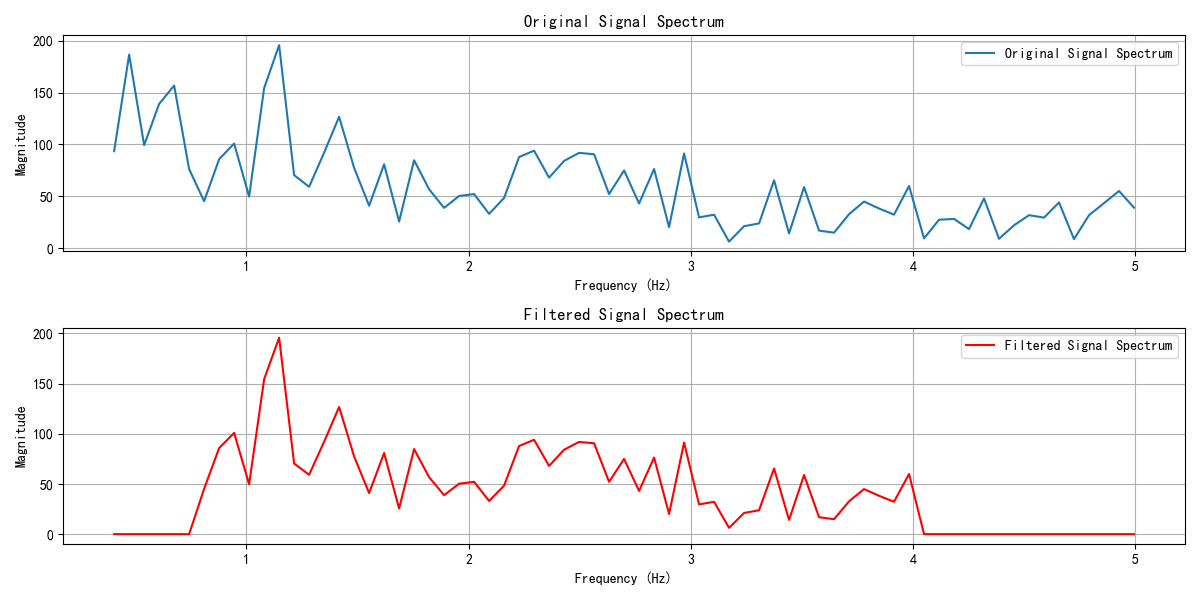 Original Signal Spectrum
200
150
100
50
0
Magnitude
Original Signal Spectrum
1 2 3 4 5
Frequency (Hz)
Filtered Signal Spectrum
200
150
100
50
0
Magnitude
Filtered Signal Spectrum
1 2 3 4 5
Frequency (Hz)